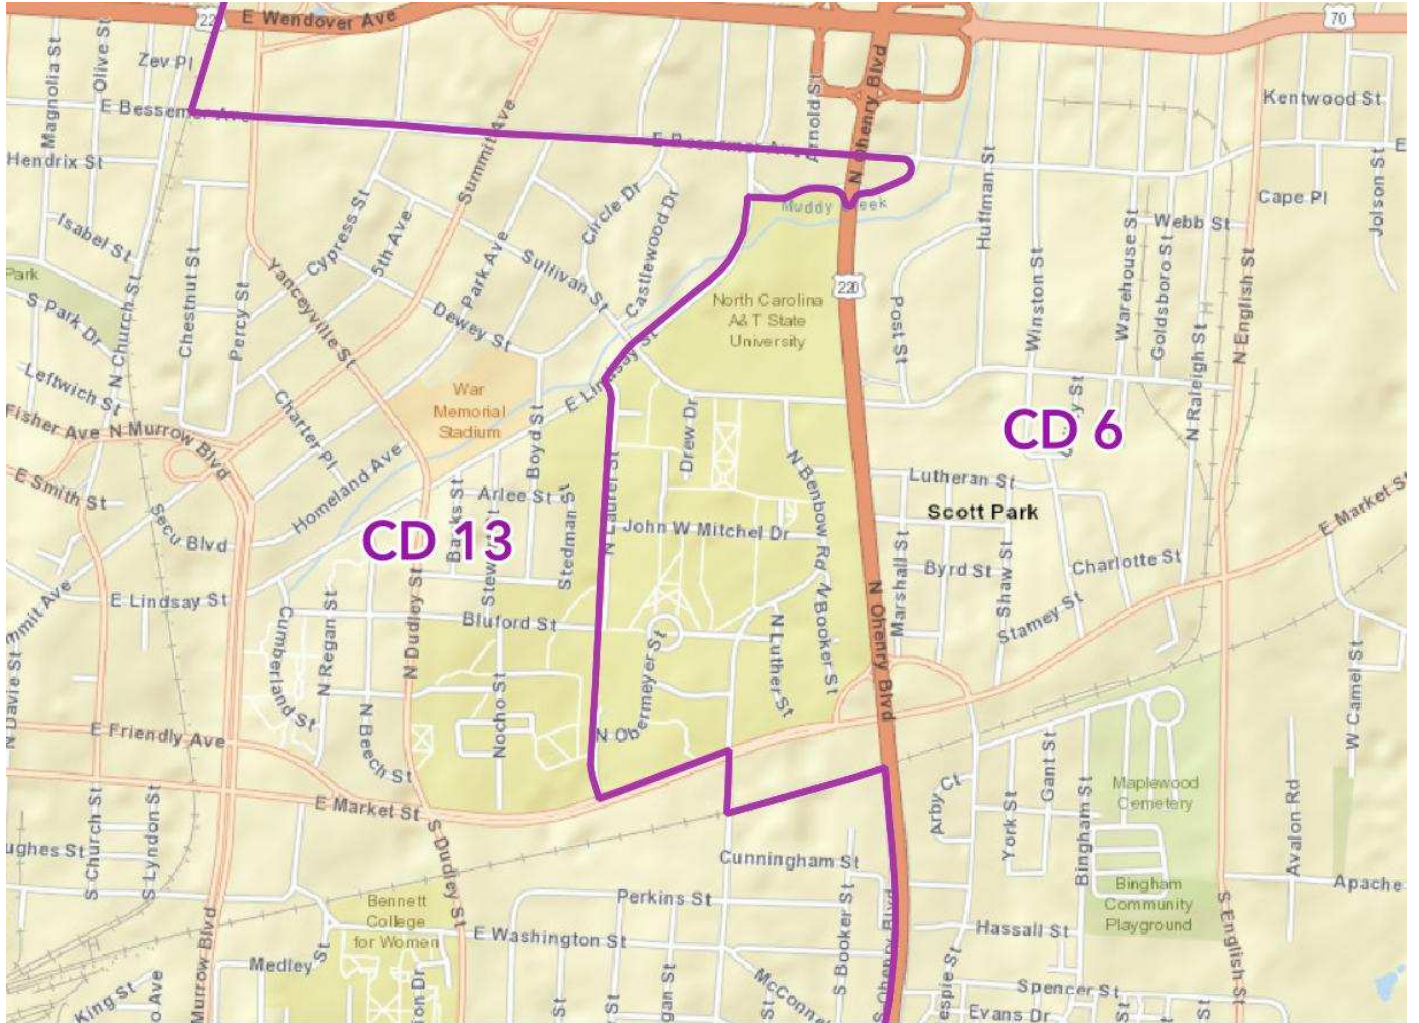 22
E Wendover Ave
70
Olive St
Magnolia St
Zev Pl
N Ohenry Blvd
Kentwood St
E Bessemer Ave
Summit Ave
Arnold St
E Bessemer Ave
E
Hendrix St
Huffman St
Jolson St
Cape Pl
Circle Dr
Castlewood Dr
Muddy Creek
Cypress St
5th Ave
Isabel St
Webb St
Warehouse St
Goldsboro St
Park Ave
Sullivan St
Park
Chestnut St
N Church St
Yanceyville St
220
N English St
Winston St
S Park Dr
Percy St
Dewey St
North Carolina
A& T State
University
Post St
N Raleigh St
E Lindsay St
Leftwich St
War
Memorial
Stadium
Charter Pl
Fisher Ave
N Murrow Blvd
Drew Dr
CD 6
Boyd St
N Benbow Rd
E Smith St
Homeland Ave
Arlee St
Lutheran St
E Market St
Banks St
Stedman St
N Laurel St
Scott Park
CD 13
John W Mitchel Dr
Marshall St
Byrd St
Shaw St
Charlotte St
E Lindsay St
Bluford St
Stamey St
N Dudley St
N Regan St
Cumberland St
N Obermeyer St
N Luther St
N Booker St
N Ohenry Blvd
N Davie St
W Camel St
E Friendly Ave
N Beech St
Nocho St
E Market St
Arby Ct
York St
Gant St
Bingham St
Maplewood
Cemetery
Avalon Rd
S Church St
S Lyndon St
S Dudley St
Cunningham St
Apache
Bennett
College
for Women
Perkins St
Bingham
Community
Playground
E Washington St
S Booker St
S Ohenry Blvd
Hassall St
S English St
Murrow Blvd
Medley St
King St
Spencer St
Evans Dr